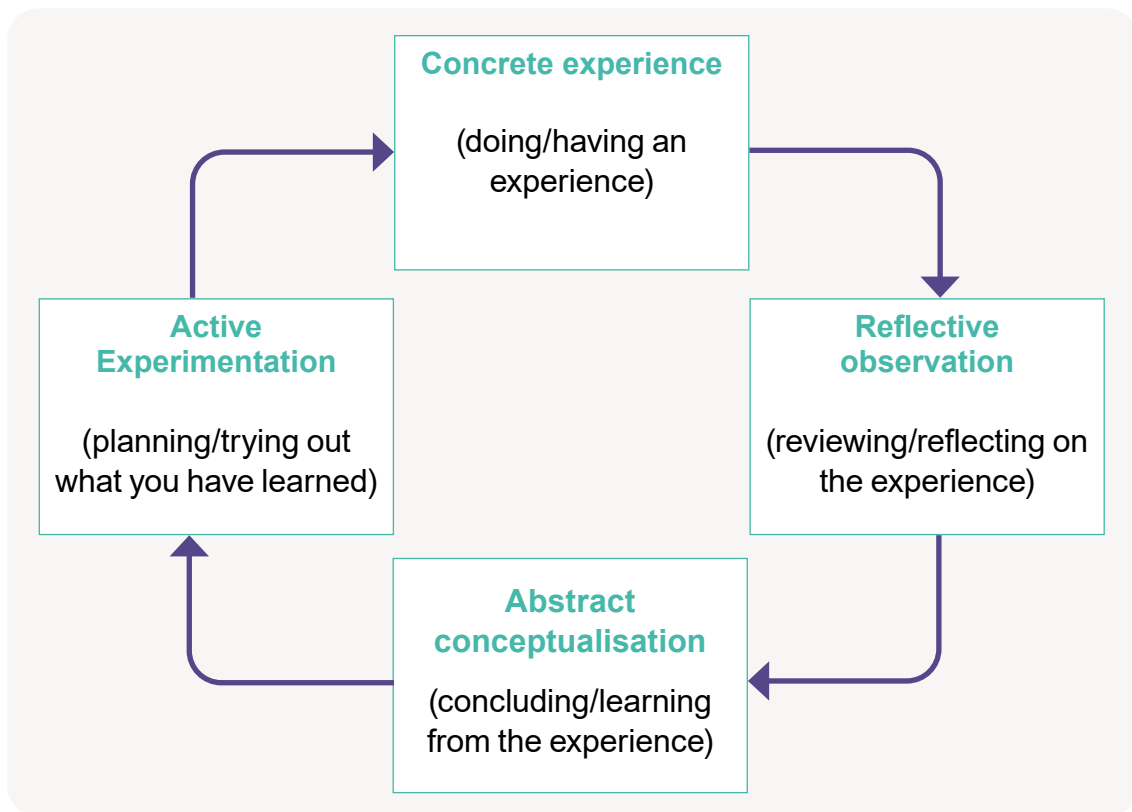 Concrete experience
(doing/having an
experience)
Active
Experimentation
(planning/trying out
what you have learned)
Reflective
observation
(reviewing/reflecting on
the experience)
Abstract
conceptualisation
(concluding/learning
from the experience)